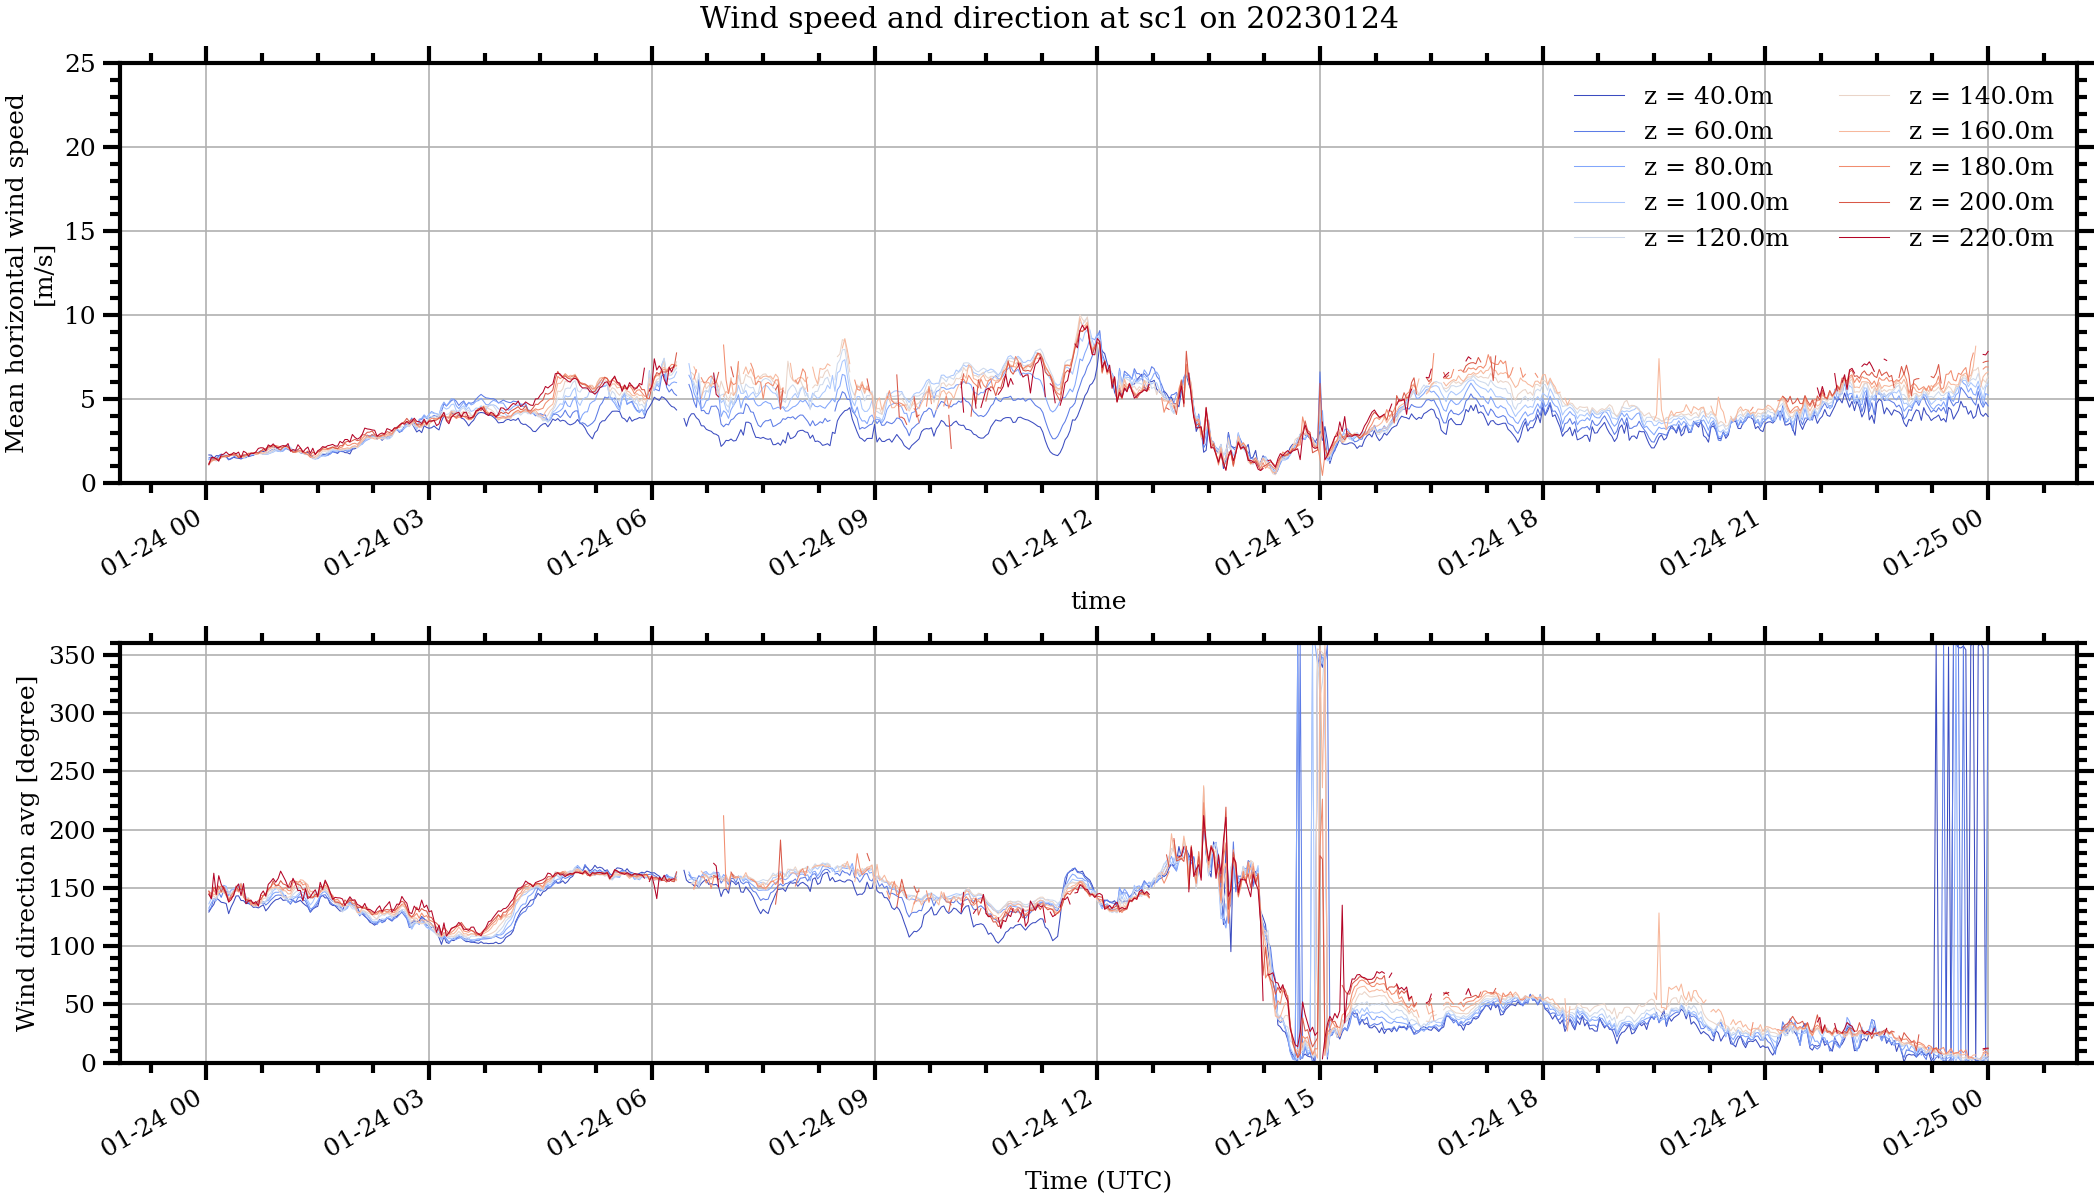 Wind speed and direction at sc1 on 20230124
Mean horizontal wind speed
[m/s]
25
20
15
10
5
0
z = 40.0m
z = 60.0m
z = 80.0m
z = 100.0m
z = 120.0m
z = 140.0m
z = 160.0m
z = 180.0m
z = 200.0m
z = 220.0m
01-24 00
01-24 03
01-24 06
01-24 09
01-24 12
01-24 15
01-24 18
01-24 21
01-25 00
time
Wind direction avg [degree]
350
300
250
200
150
100
50
0
01-24 00
01-24 03
01-24 06
01-24 09
01-24 12
01-24 15
01-24 18
01-24 21
01-25 00
Time (UTC)